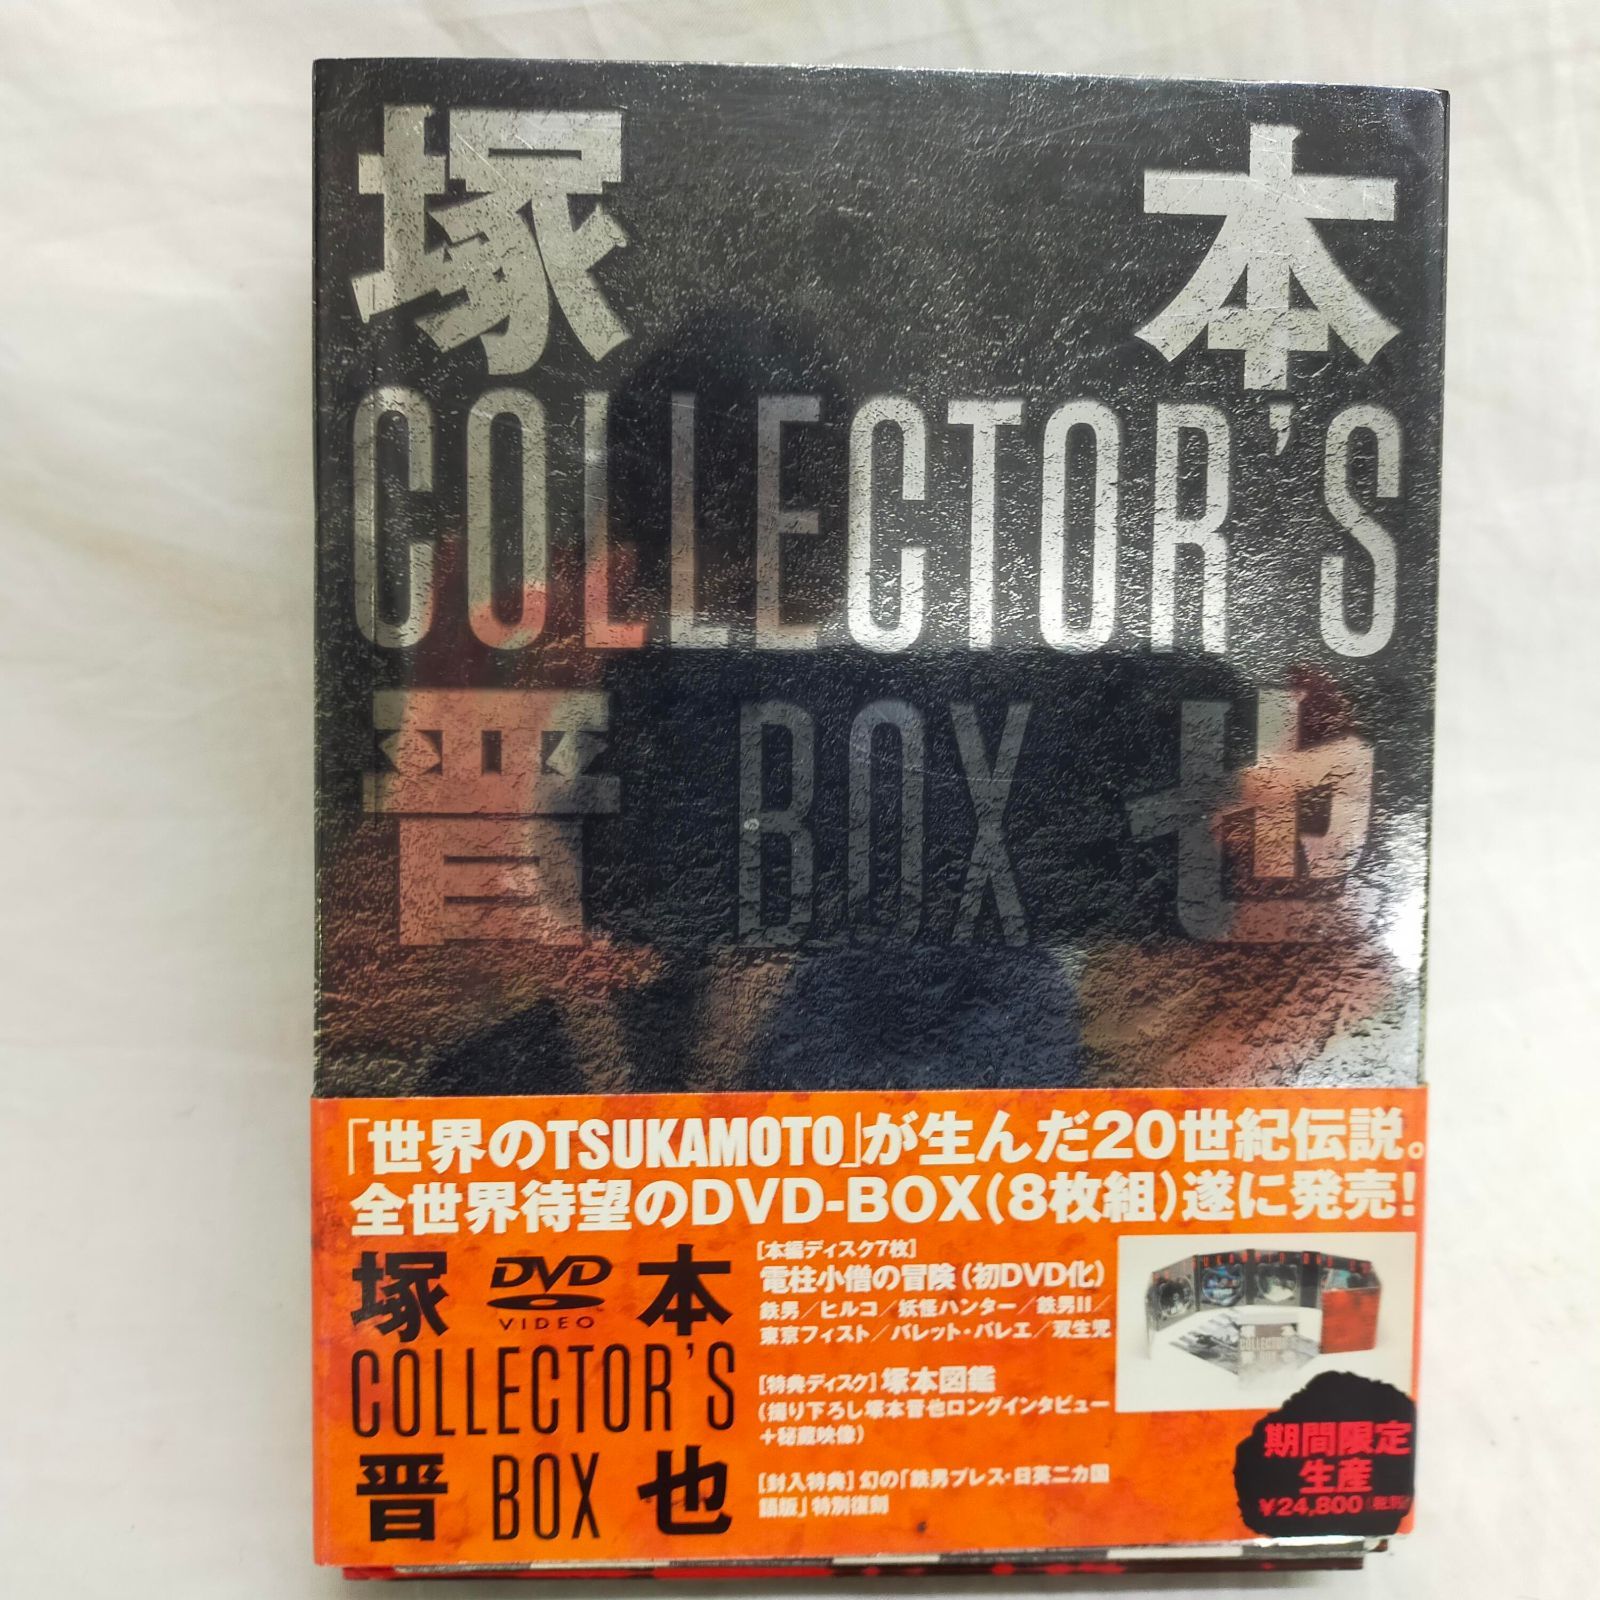 塚本
COLLECTOR'S
晋 BOX 也
「世界のTSUKAMOTO」が生んだ20世紀伝説。
全世界待望のDVD-BOX(8枚組)遂に発売!
塚 DVD 本
VIDEO
COLLECTOR'S
晋 BOX 也
[本編ディスク7枚]
電柱小僧の冒険(初DVD化)
鉄男/ヒルコ/妖怪ハンター/鉄男II/
東京フィスト/バレット・バレエ/双生児
[特典ディスク]塚本図鑑
(撮り下ろし塚本晋也ロングインタビュー
+秘蔵映像)
[封入特典]幻の「鉄男プレス・日英二カ国
語版」特別復刻
COLLECTOR'S
期間限定
生産
¥24,800(税別)